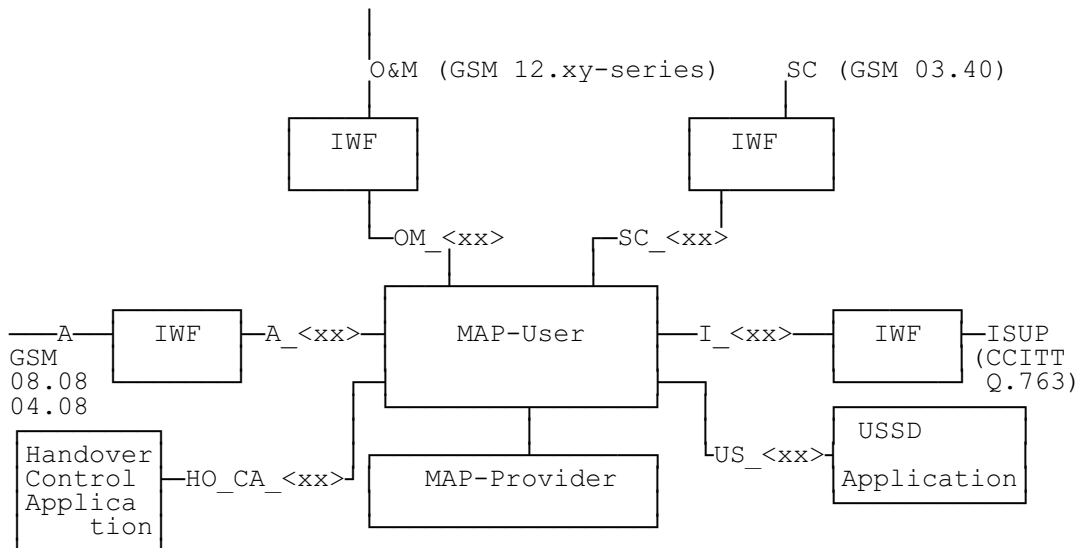 O&M (GSM 12.xy-series)
SC (GSM 03.40)
IWF
IWF
OM_<xx>
SC_<xx>
A
IWF
A_<xx>
MAP-User
I_<xx>
IWF
ISUP
GSM
08.08
04.08
(CCITT
Q.763)
Handover
Control
Applica
tion
HO_CA_<xx>
MAP-Provider
US_<xx>
USSD
Application